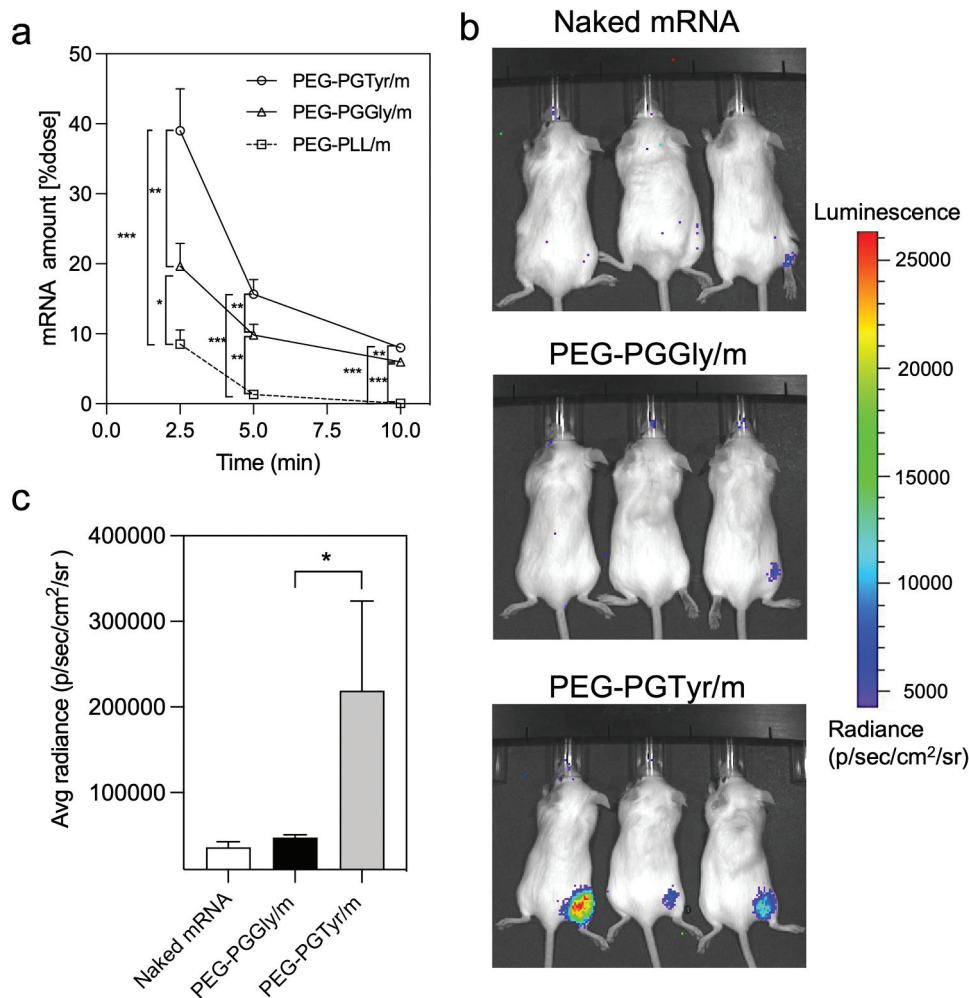 a
50
40
30
20
10
0
mRNA amount [%dose]
PEG-PGTyr/m
PEG-PGGly/m
PEG-PLL/m
***
**
*
***
**
**
***
**
***
0.0 2.5 5.0 7.5 10.0
Time (min)
b
Naked mRNA
PEG-PGGly/m
PEG-PGTyr/m
Luminescence
25000
20000
15000
10000
5000
Radiance
(p/sec/cm²/sr)
c
400000
300000
200000
100000
Avg radiance (p/sec/cm²/sr)
*
Naked mRNA
PEG-PGGly/m
PEG-PGTyr/m